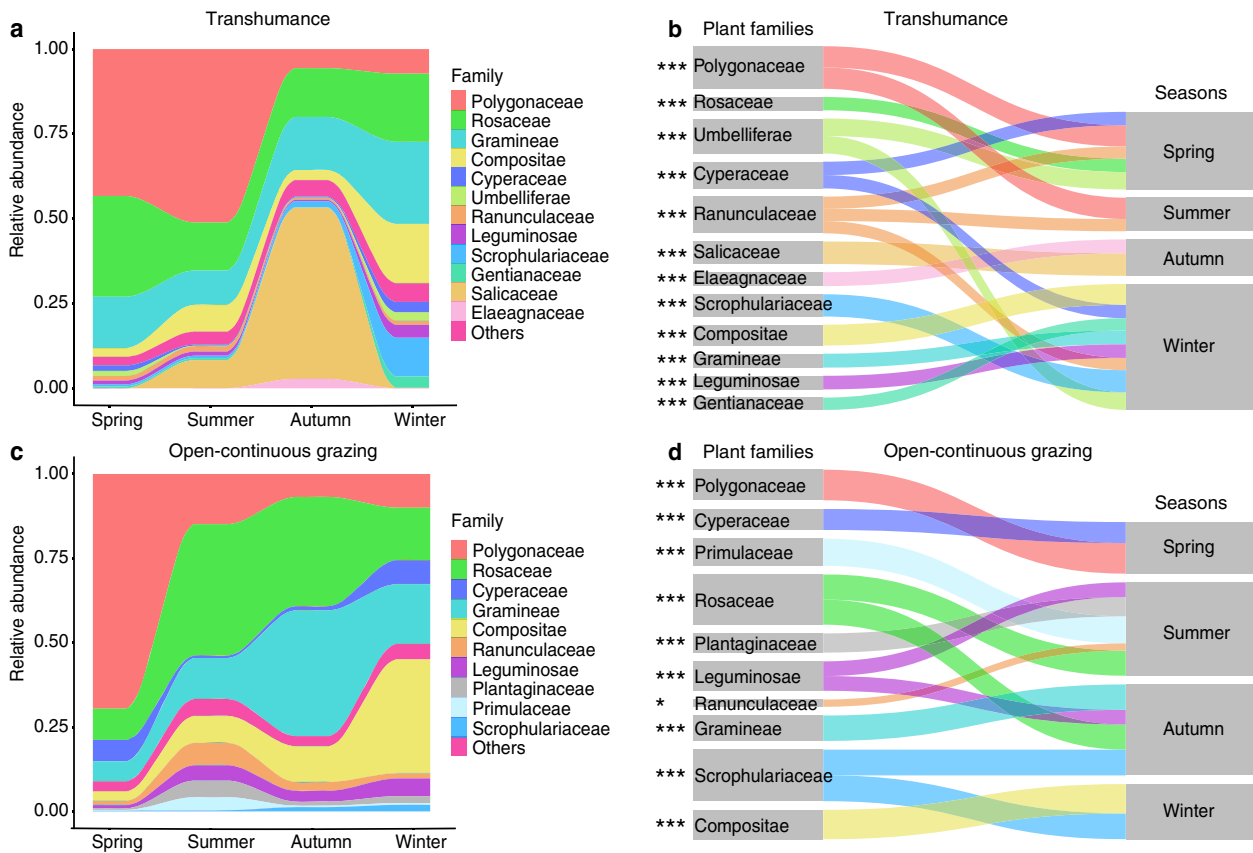 a
Transhumance
Relative abundance
1.00
0.75
0.50
0.25
0.00
Spring
Summer
Autumn
Winter
Family
Polygonaceae
Rosaceae
Gramineae
Compositae
Cyperaceae
Umbelliferae
Ranunculaceae
Leguminosae
Scrophulariaceae
Gentianaceae
Salicaceae
Elaeagnaceae
Others
b
Plant families
Transhumance
Seasons
*** Polygonaceae
*** Rosaceae
*** Umbelliferae
*** Cyperaceae
*** Ranunculaceae
*** Salicaceae
*** Elaeagnaceae
*** Scrophulariaceae
*** Compositae
*** Gramineae
*** Leguminosae
*** Gentianaceae
Spring
Summer
Autumn
Winter
c
Open-continuous grazing
Relative abundance
1.00
0.75
0.50
0.25
0.00
Spring
Summer
Autumn
Winter
Family
Polygonaceae
Rosaceae
Cyperaceae
Gramineae
Compositae
Ranunculaceae
Leguminosae
Plantaginaceae
Primulaceae
Scrophulariaceae
Others
d
Plant families
Open-continuous grazing
Seasons
*** Polygonaceae
*** Cyperaceae
*** Primulaceae
*** Rosaceae
*** Plantaginaceae
*** Leguminosae
* Ranunculaceae
*** Gramineae
*** Scrophulariaceae
*** Compositae
Spring
Summer
Autumn
Winter